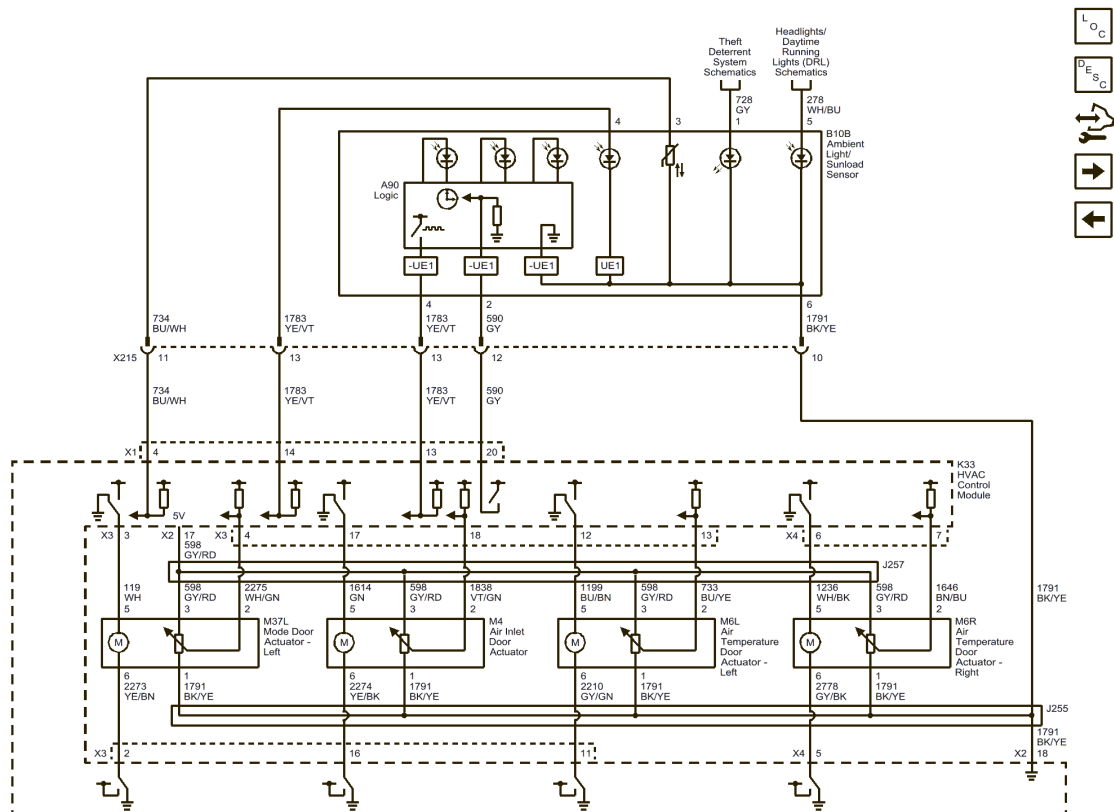 L O C
D E S C
Theft
Deterrent
System
Schematics
Headlights/
Daytime
Running
Lights (DRL)
Schematics
728
GY
278
WH/BU
4 3 1 5
B10B
Ambient
Light/
Sunload
Sensor
A90
Logic
-UE1 -UE1 -UE1 UE1
4 2 6
734
BU/WH
1783
YE/VT
1783
YE/VT
590
GY
1791
BK/YE
X215 11 13 13 12 10
734
BU/WH
1783
YE/VT
1783
YE/VT
590
GY
X1 4 14 13 20
K33
HVAC
Control
Module
5V
X3 3 X2 17 X3 4 17 18 12 13 X4 6 7
598
GY/RD
J257
119
WH
598
GY/RD
2275
WH/GN
1614
GN
598
GY/RD
1838
VT/GN
1199
BU/BN
598
GY/RD
733
BU/YE
1236
WH/BK
598
GY/RD
1646
BN/BU
1791
BK/YE
5 3 2 5 3 2 5 3 2 5 3 2
M M M M
M37L
Mode Door
Actuator -
Left
M4
Air Inlet
Door
Actuator
M6L
Air
Temperature
Door
Actuator -
Left
M6R
Air
Temperature
Door
Actuator -
Right
6 1 6 1 6 1 6 1
2273
YE/BN
1791
BK/YE
2274
YE/BK
1791
BK/YE
2210
GY/GN
1791
BK/YE
2778
GY/BK
1791
BK/YE
J255
1791
BK/YE
X3 2 16 11 X4 5 X2 18